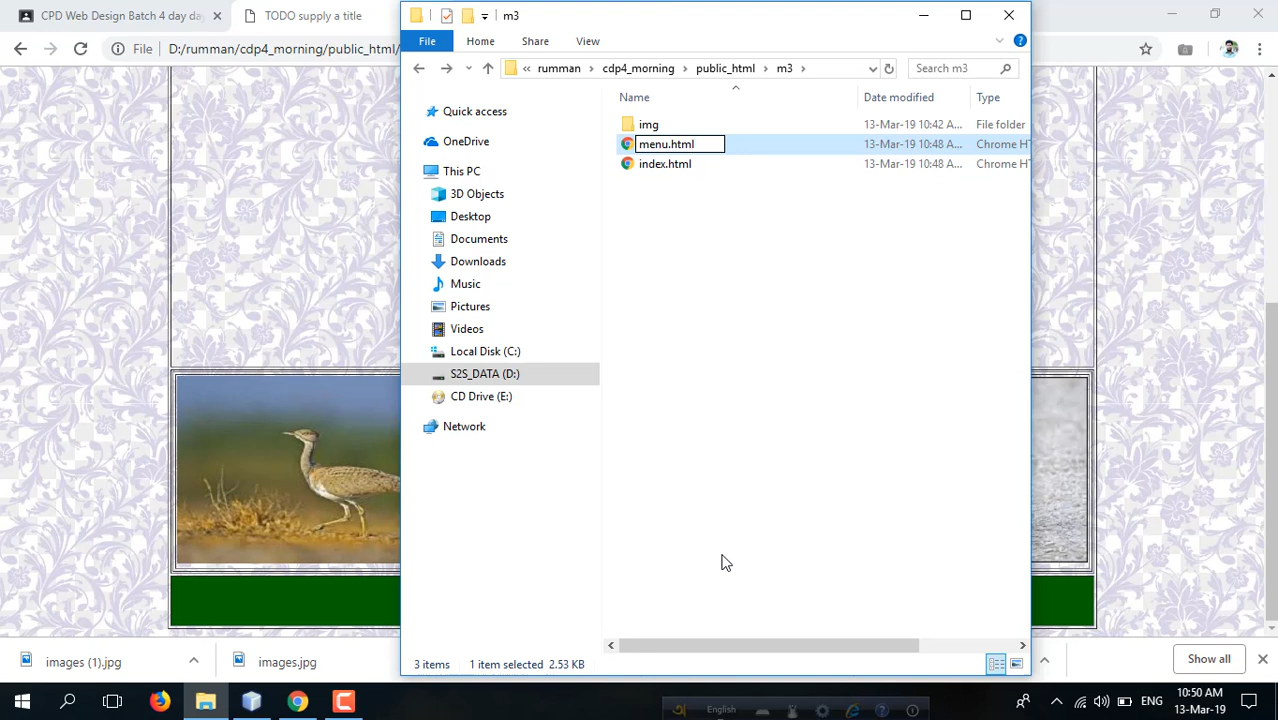 CPD Web Design Batch 4 day day
TODO supply a title
m3
File D:/rumman/cdp4_morning/public_html/
File Home Share View
« rumman > cdp4_morning > public_html > m3 >
Search m3
Name Date modified Type
Quick access
OneDrive
This PC
3D Objects
Desktop
Documents
Downloads
Music
Pictures
Videos
Local Disk (C:)
S2S_DATA (D:)
CD Drive (E:)
Network
img 13-Mar-19 10:42 A... File folder
menu.html 13-Mar-19 10:48 A... Chrome HT
index.html 13-Mar-19 10:48 A... Chrome HT
3 items 1 item selected 2.53 KB
images (1).jpg
images.jpg
Show all
English
ENG
10:50 AM
13-Mar-19